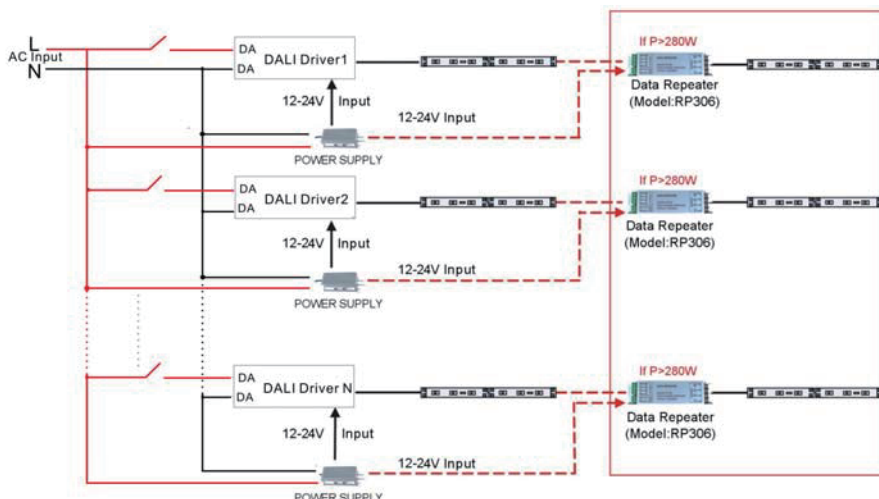 L
AC Input
N
DA
DA
DALI Driver1
12-24V Input
12-24V Input
POWER SUPPLY
If P>280W
Data Repeater
(Model:RP306)
DA
DA
DALI Driver2
12-24V Input
12-24V Input
POWER SUPPLY
If P>280W
Data Repeater
(Model:RP306)
DA
DA
DALI Driver N
12-24V Input
12-24V Input
POWER SUPPLY
If P>280W
Data Repeater
(Model:RP306)